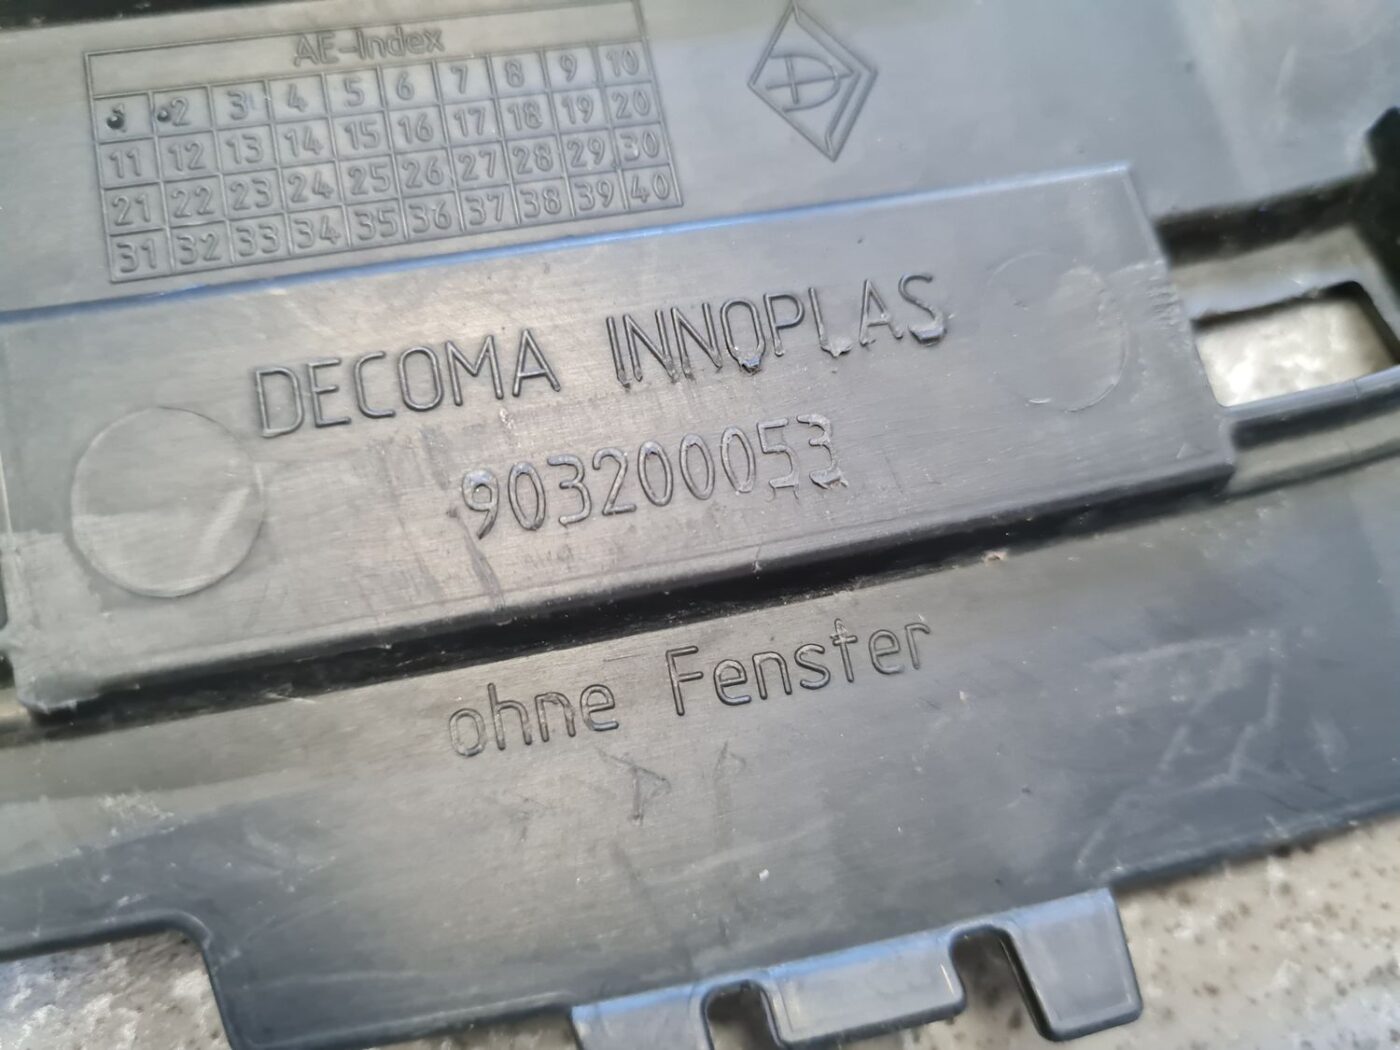 AE-Index
1 2 3 4 5 6 7 8 9 10
11 12 13 14 15 16 17 18 19 20
21 22 23 24 25 26 27 28 29 30
31 32 33 34 35 36 37 38 39 40
DECOMA INNOPLAS
903200053
ohne Fenster